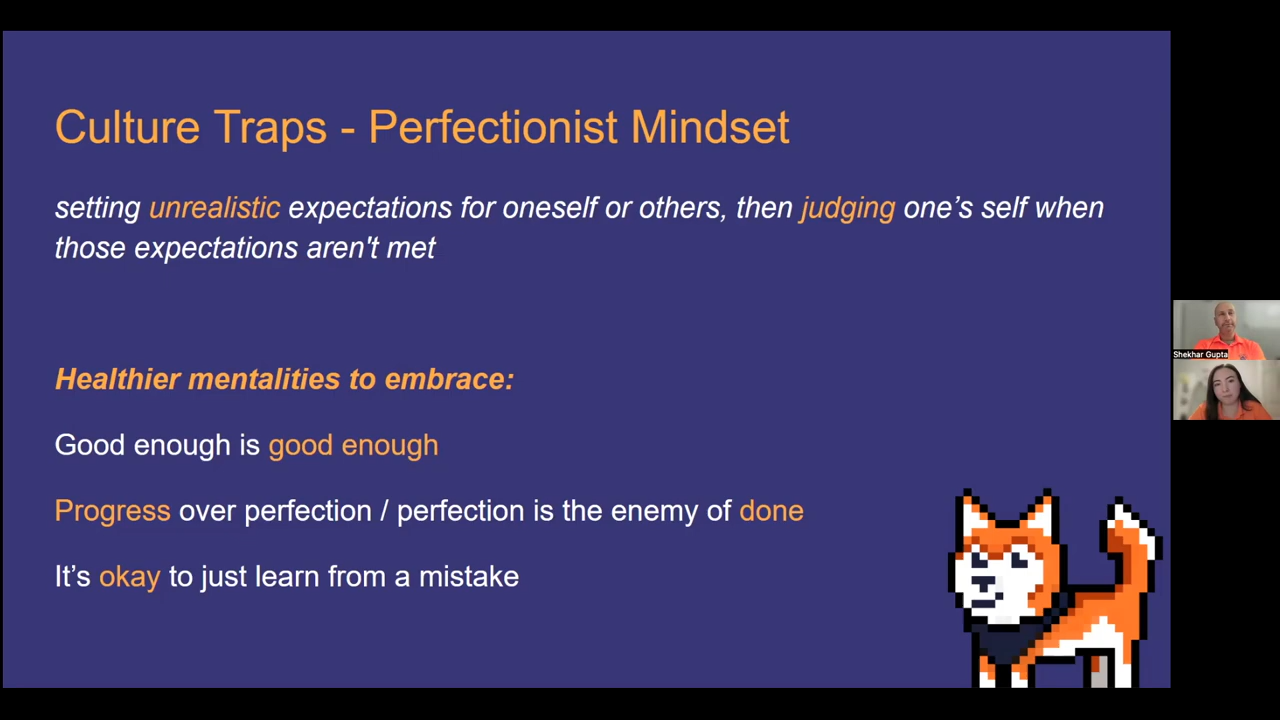 Culture Traps - Perfectionist Mindset
setting unrealistic expectations for oneself or others, then judging one’s self when
those expectations aren't met
Healthier mentalities to embrace:
Good enough is good enough
Progress over perfection / perfection is the enemy of done
It’s okay to just learn from a mistake
Shekhar Gupta